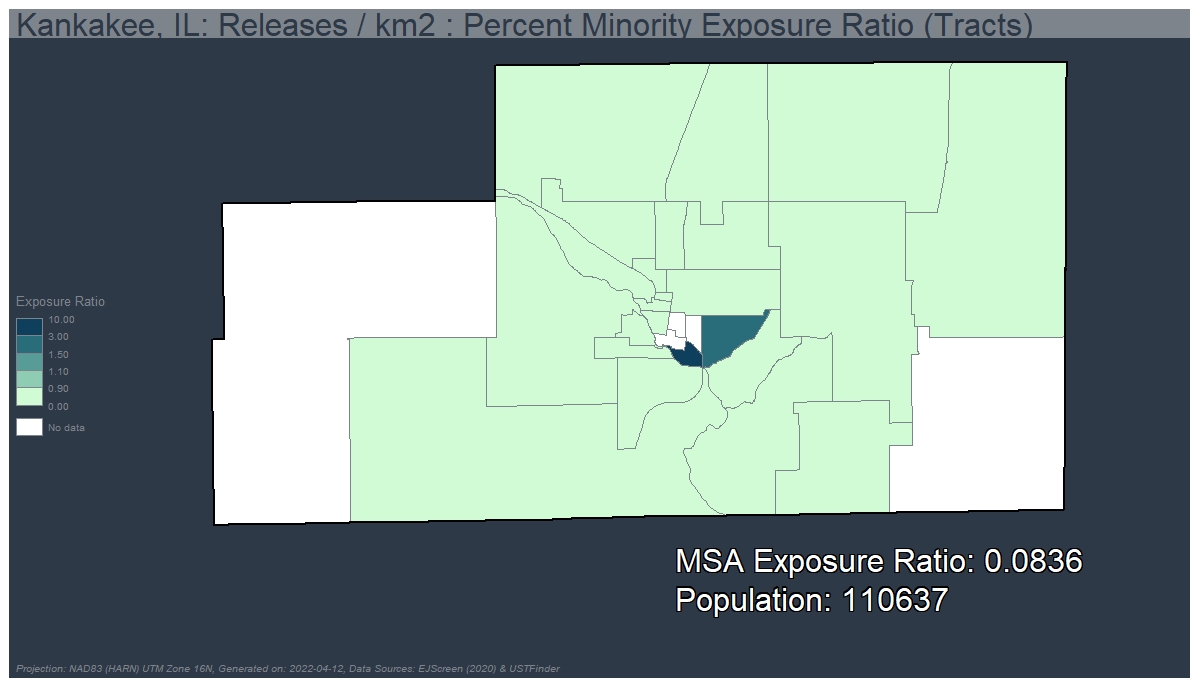 Kankakee, IL: Releases / km2 : Percent Minority Exposure Ratio (Tracts)
Exposure Ratio
10.00
3.00
1.50
1.10
0.90
0.00
No data
MSA Exposure Ratio: 0.0836
Population: 110637
Projection: NAD83 (HARN) UTM Zone 16N, Generated on: 2022-04-12, Data Sources: EJScreen (2020) & USTFinder